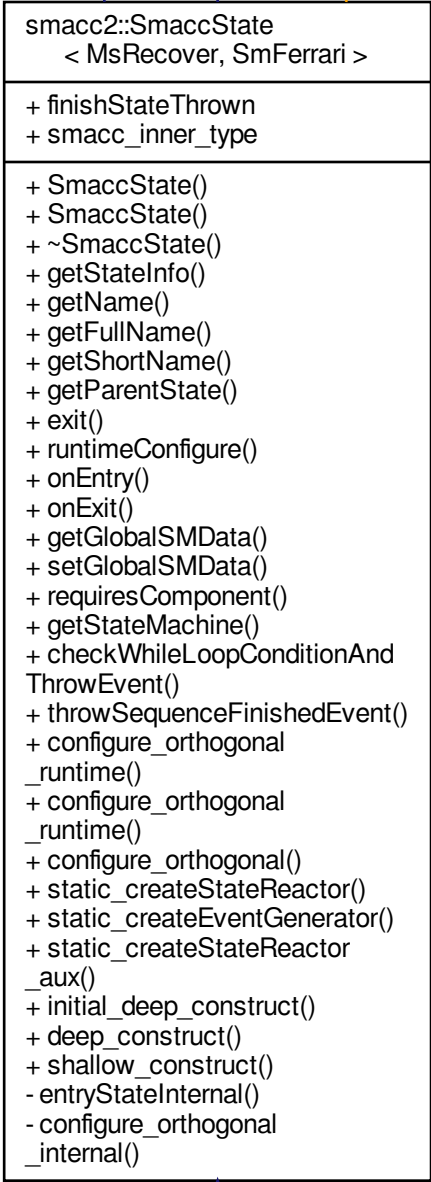 smacc2::SmaccState
< MsRecover, SmFerrari >
+ finishStateThrown
+ smacc_inner_type
+ SmaccState()
+ SmaccState()
+ ~SmaccState()
+ getStateInfo()
+ getName()
+ getFullName()
+ getShortName()
+ getParentState()
+ exit()
+ runtimeConfigure()
+ onEntry()
+ onExit()
+ getGlobalSMData()
+ setGlobalSMData()
+ requiresComponent()
+ getStateMachine()
+ checkWhileLoopConditionAnd
ThrowEvent()
+ throwSequenceFinishedEvent()
+ configure_orthogonal
_runtime()
+ configure_orthogonal
_runtime()
+ configure_orthogonal()
+ static_createStateReactor()
+ static_createEventGenerator()
+ static_createStateReactor
_aux()
+ initial_deep_construct()
+ deep_construct()
+ shallow_construct()
- entryStateInternal()
- configure_orthogonal
_internal()